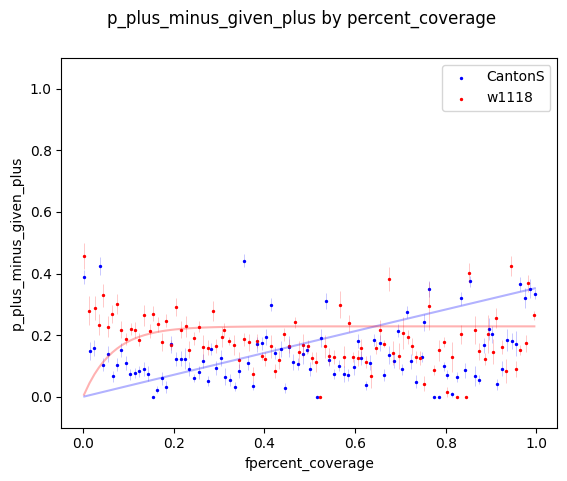 p_plus_minus_given_plus by percent_coverage
CantonS
w1118
p_plus_minus_given_plus
1.0
0.8
0.6
0.4
0.2
0.0
0.0 0.2 0.4 0.6 0.8 1.0
fpercent_coverage